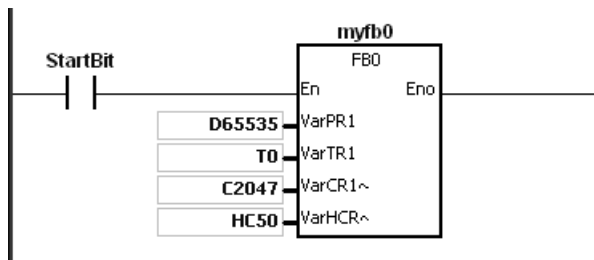 myfb0
StartBit
FB0
En Eno
D65535 VarPR1
T0 VarTR1
C2047 VarCR1~
HC50 VarHCR~